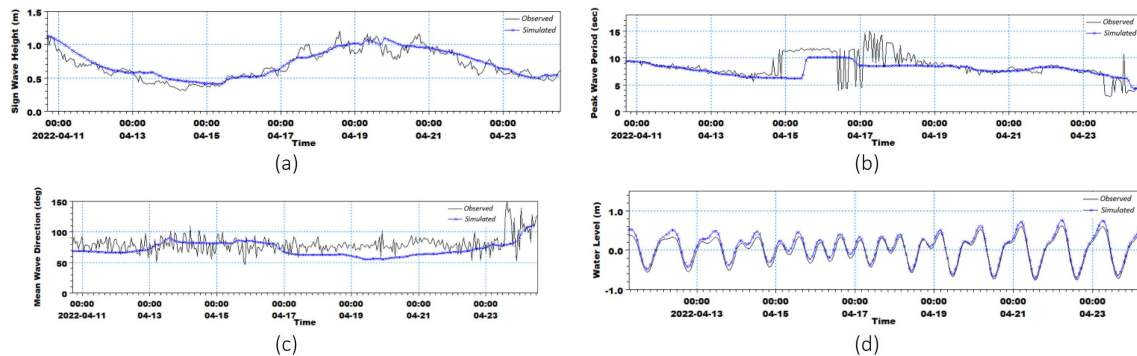 Sign Wave Height (m)
1.5
1.0
0.5
0.0
Observed
Simulated
00:00 00:00 00:00 00:00 00:00 00:00 00:00
2022-04-11 04-13 04-15 04-17 04-19 04-21 04-23
Time
(a)
Peak Wave Period (sec)
15
10
5
0
Observed
Simulated
00:00 00:00 00:00 00:00 00:00 00:00 00:00
2022-04-11 04-13 04-15 04-17 04-19 04-21 04-23
Time
(b)
Mean Wave Direction (deg)
150
100
50
0
Observed
Simulated
00:00 00:00 00:00 00:00 00:00 00:00 00:00
2022-04-11 04-13 04-15 04-17 04-19 04-21 04-23
Time
(c)
Water Level (m)
1.0
0.0
-1.0
Observed
Simulated
00:00 00:00 00:00 00:00 00:00 00:00
2022-04-13 04-15 04-17 04-19 04-21 04-23
Time
(d)